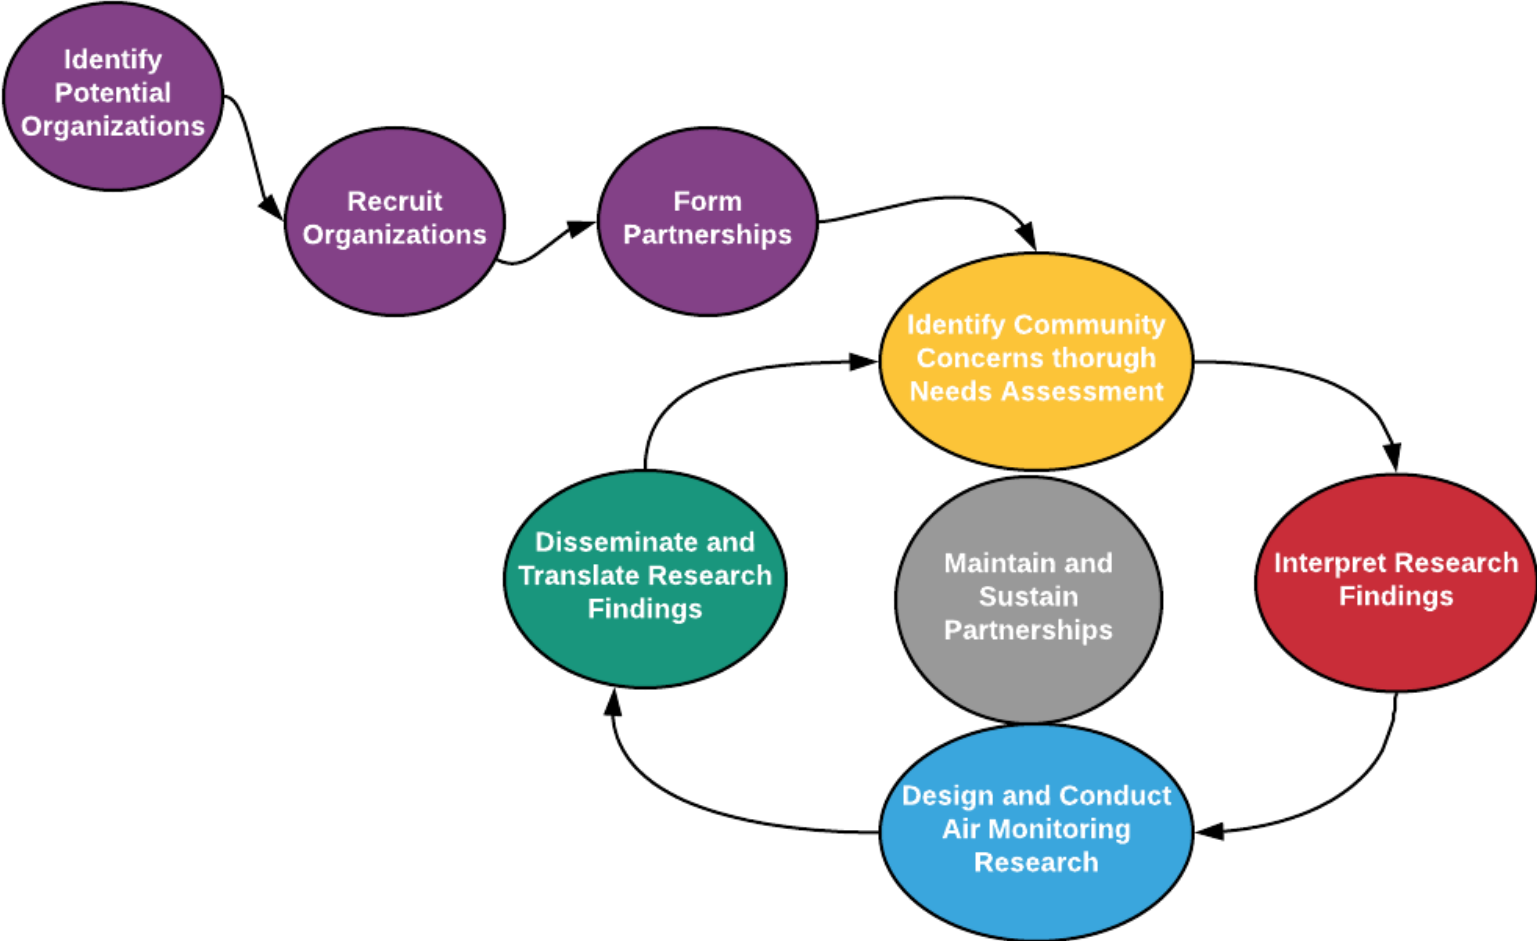 Identify
Potential
Organizations
Recruit
Organizations
Form
Partnerships
Identify Community
Concerns thorugh
Needs Assessment
Disseminate and
Translate Research
Findings
Maintain and
Sustain
Partnerships
Interpret Research
Findings
Design and Conduct
Air Monitoring
Research